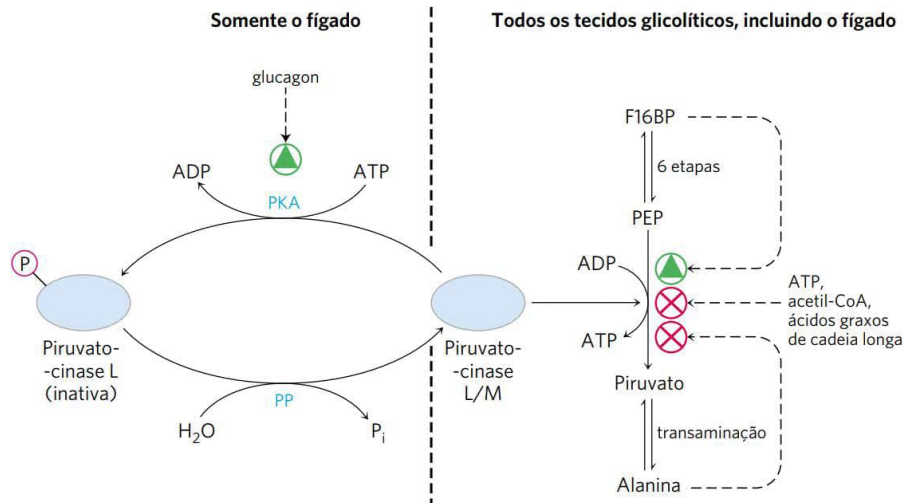 Somente o fígado
Todos os tecidos glicolíticos, incluindo o fígado
glucagon
ADP
ATP
PKA
P
Piruvato-
-cinase L
(inativa)
Piruvato-
-cinase
L/M
PP
H₂O
Pᵢ
F16BP
6 etapas
PEP
ADP
ATP
ATP,
acetil-CoA,
ácidos graxos
de cadeia longa
Piruvato
transaminação
Alanina